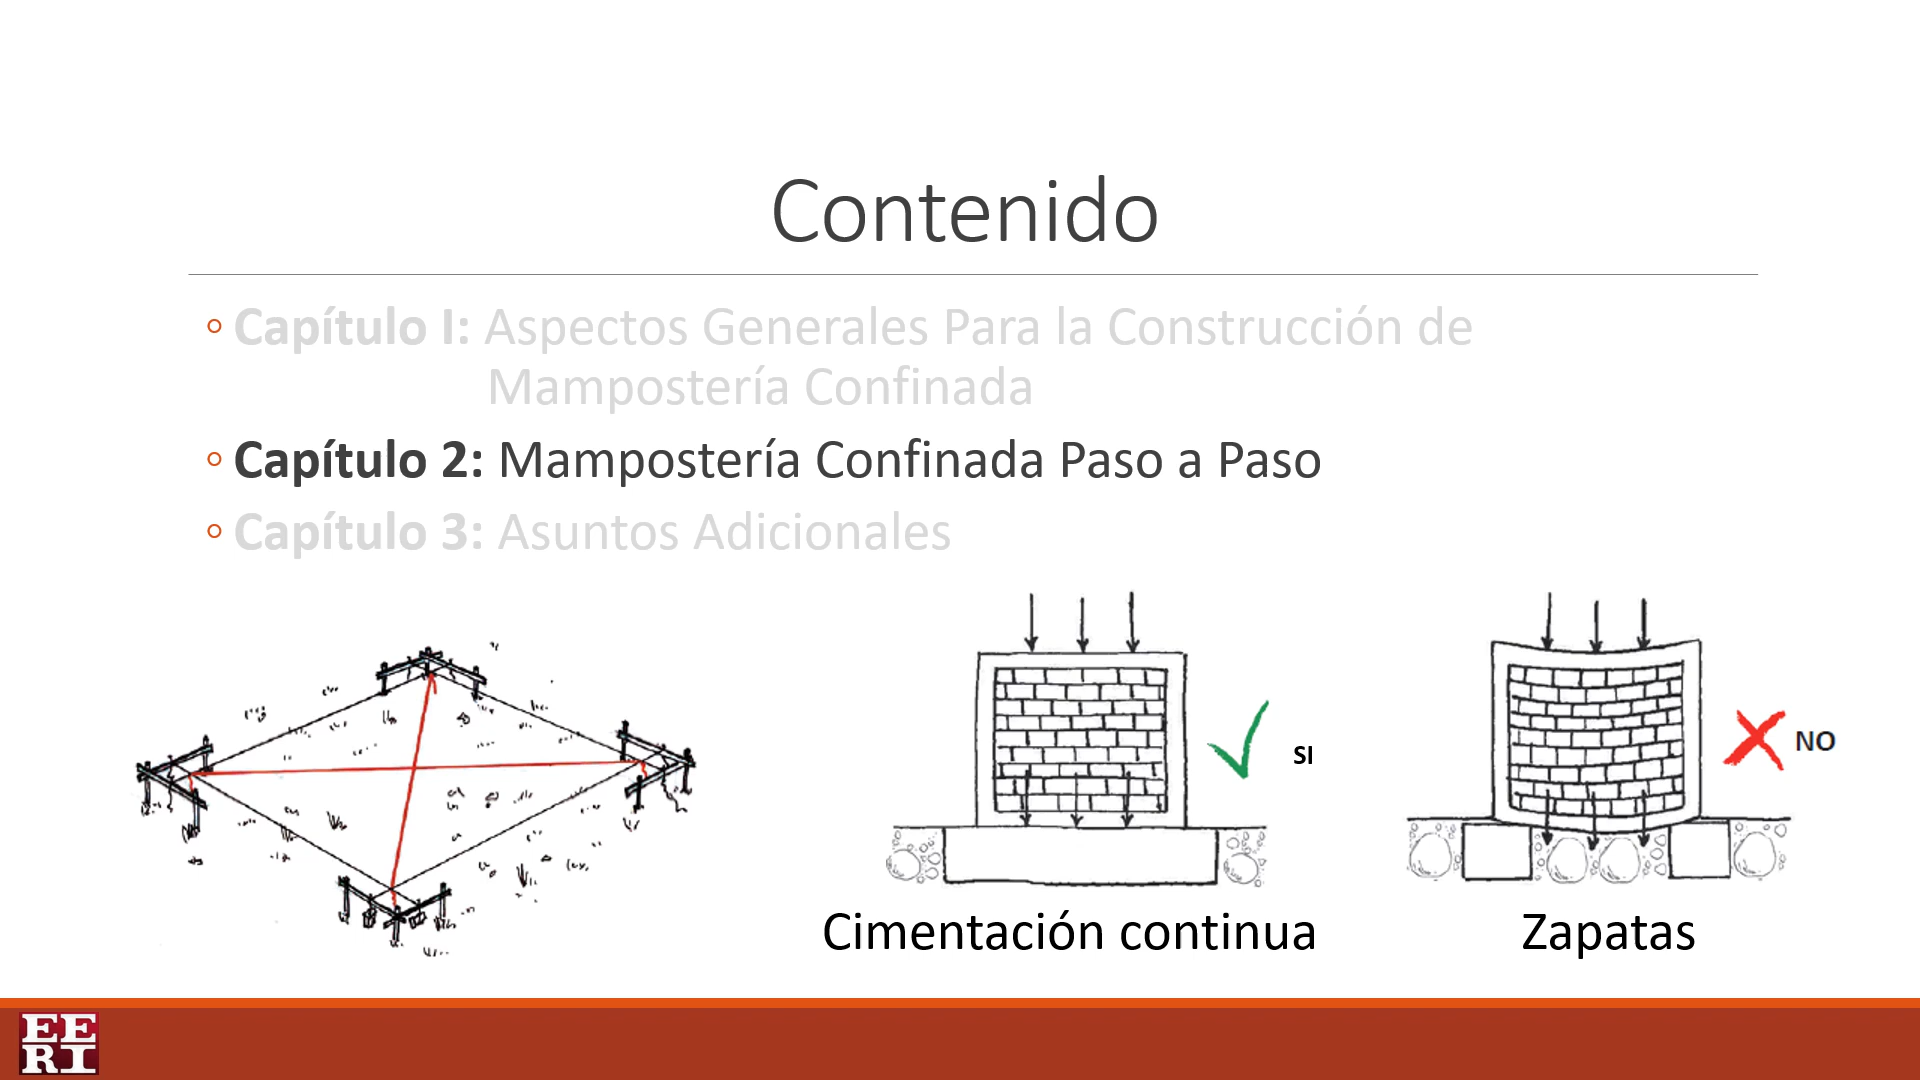 Contenido
Capítulo I: Aspectos Generales Para la Construcción de
Mampostería Confinada
Capítulo 2: Mampostería Confinada Paso a Paso
Capítulo 3: Asuntos Adicionales
SI
NO
Cimentación continua
Zapatas
EE
RI